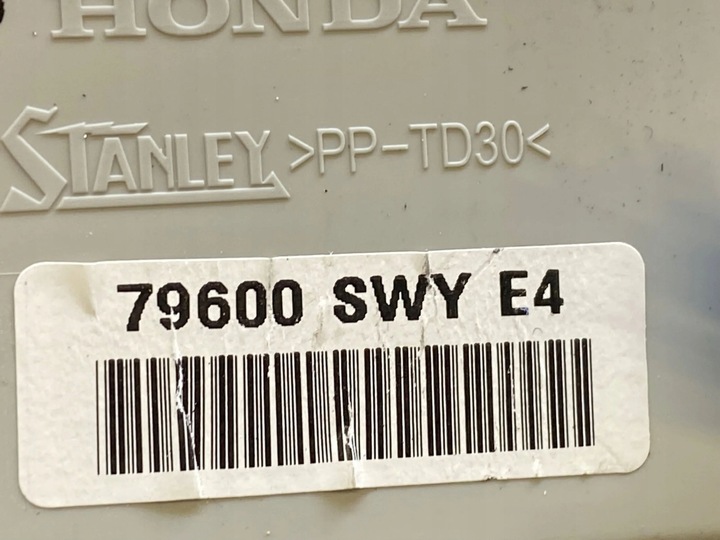 HONDA
STANLEY >PP-TD30<
79600 SWY E4